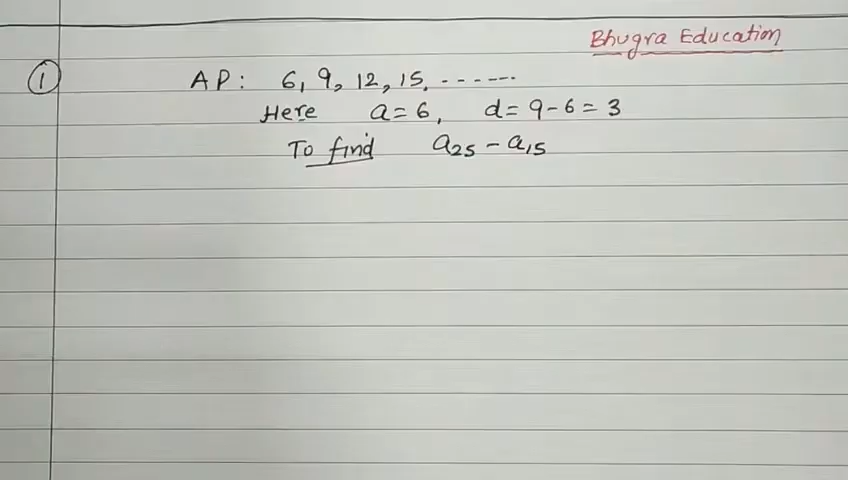 Bhugra Education
① AP: 6, 9, 12, 15, ------
Here a = 6, d = 9 - 6 = 3
To find a₂₅ - a₁₅